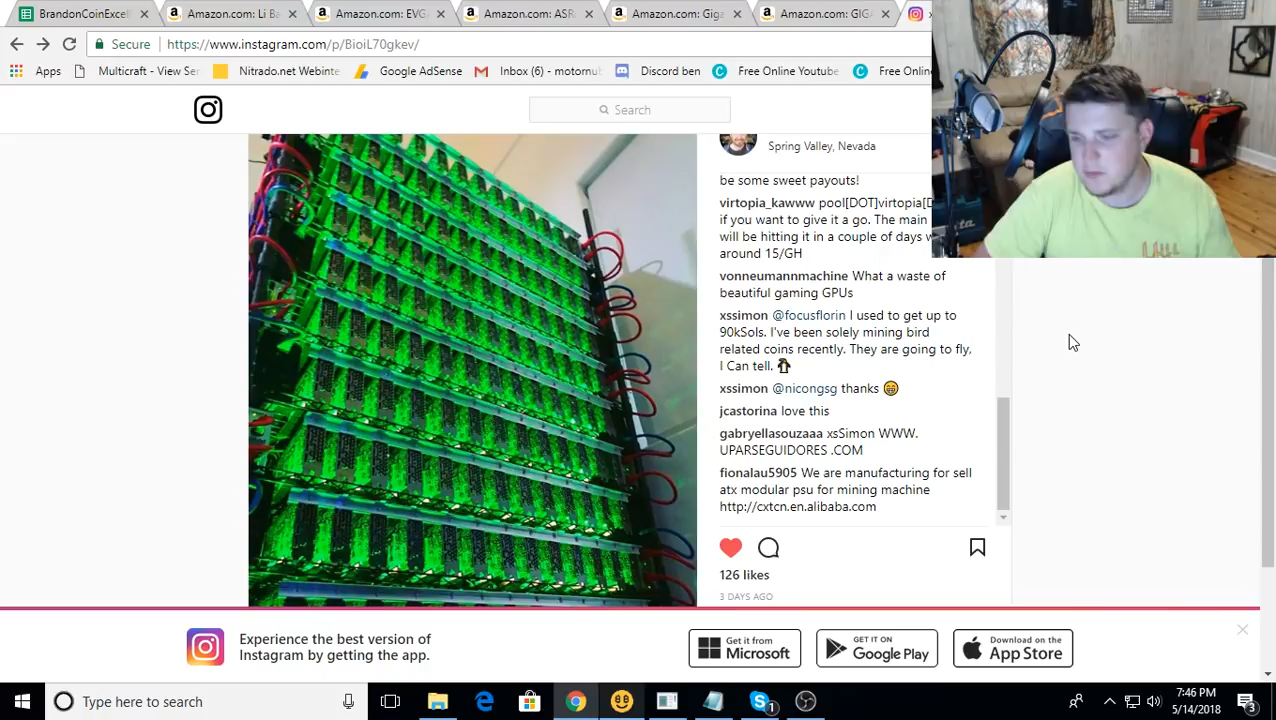 BrandonCoinExcel
Amazon.com: Li Ba
Amazon.com: EVG
Amazon.com: ASR
Amazon.com: Giga
Amazon.com: GIG
Secure https://www.instagram.com/p/BioiL70gkev/
Apps Multicraft - View Ser Nitrado.net Webinte Google AdSense Inbox (6) - motornu Discord ben Free Online Youtube Free Onlin
Search
Spring Valley, Nevada
be some sweet payouts!
virtopia_kawww pool[DOT]virtopia[D
if you want to give it a go. The main
will be hitting it in a couple of days w
around 15/GH
vonneumannmachine What a waste of
beautiful gaming GPUs
xssimon @focusflorin I used to get up to
90kSols. I've been solely mining bird
related coins recently. They are going to fly,
I Can tell.
xssimon @nicongsg thanks 😁
jcastorina love this
gabryellasouzaaa xsSimon WWW.
UPARSEGUIDORES .COM
fionalau5905 We are manufacturing for sell
atx modular psu for mining machine
http://cxtcn.en.alibaba.com
126 likes
3 DAYS AGO
Experience the best version of
Instagram by getting the app.
Get it from
Microsoft
GET IT ON
Google Play
Download on the
App Store
Type here to search
1
7:46 PM
5/14/2018
3